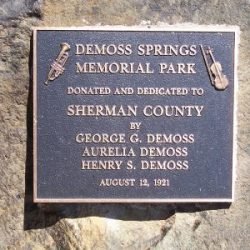 DEMOSS SPRINGS
MEMORIAL PARK
DONATED AND DEDICATED TO
SHERMAN COUNTY
BY
GEORGE G. DEMOSS
AURELIA DEMOSS
HENRY S. DEMOSS
AUGUST 12, 1921